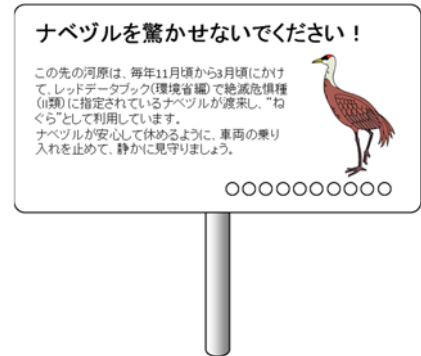 ナベヅルを驚かせないでください！
この先の河原は、毎年11月頃から3月頃にかけ
て、レッドデータブック(環境省編)で絶滅危惧種
(II類)に指定されているナベヅルが渡来し、“ね
ぐら”として利用しています。
ナベヅルが安心して休めるように、車両の乗り
入れを止めて、静かに見守りましょう。
○○○○○○○○○○